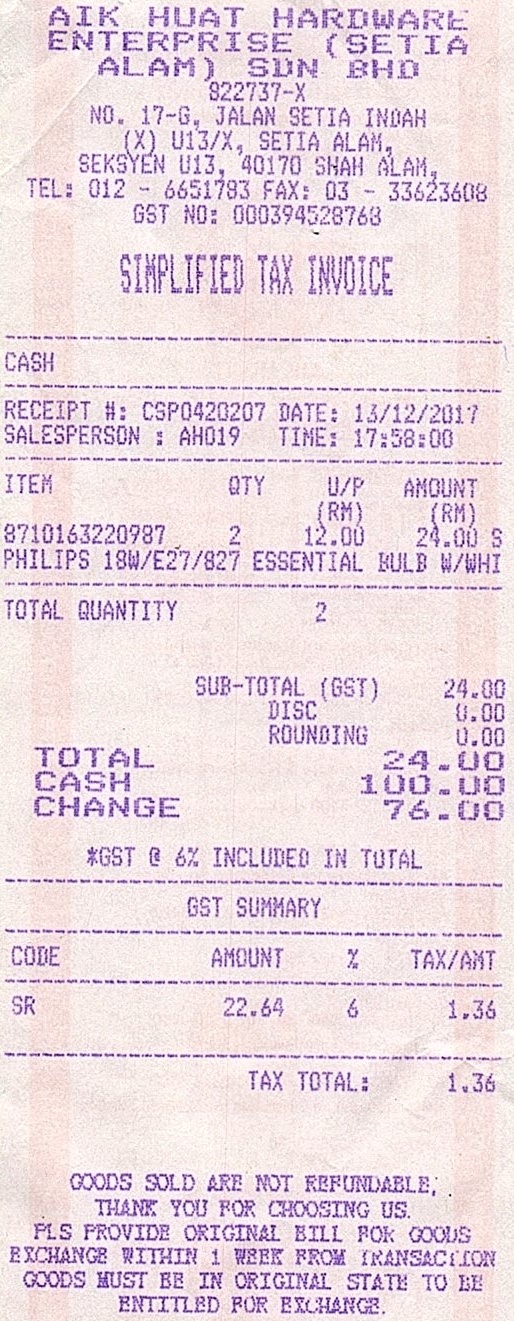 AIK HUAT HARDWARE
ENTERPRISE (SETIA
ALAM) SDN BHD
822737-X
NO. 17-G, JALAN SETIA INDAH
(X) U13/X, SETIA ALAM,
SEKSYEN U13, 40170 SHAH ALAM,
TEL: 012 - 6651783 FAX: 03 - 33623608
GST NO: 000394528768
SIMPLIFIED TAX INVOICE
CASH
RECEIPT #: CSP0420207 DATE: 13/12/2017
SALESPERSON : AH019 TIME: 17:58:00
ITEM QTY U/P AMOUNT
(RM) (RM)
8710163220987 2 12.00 24.00 S
PHILIPS 18W/E27/827 ESSENTIAL BULB W/WHI
TOTAL QUANTITY 2
SUB-TOTAL (GST) 24.00
DISC 0.00
ROUNDING 0.00
TOTAL 24.00
CASH 100.00
CHANGE 76.00
*GST @ 6% INCLUDED IN TOTAL
GST SUMMARY
CODE AMOUNT % TAX/AMT
SR 22.64 6 1.36
TAX TOTAL: 1.36
GOODS SOLD ARE NOT REFUNDABLE,
THANK YOU FOR CHOOSING US.
PLS PROVIDE ORIGINAL BILL FOR GOODS
EXCHANGE WITHIN 1 WEEK FROM TRANSACTION
GOODS MUST BE IN ORIGINAL STATE TO BE
ENTITLED FOR EXCHANGE.